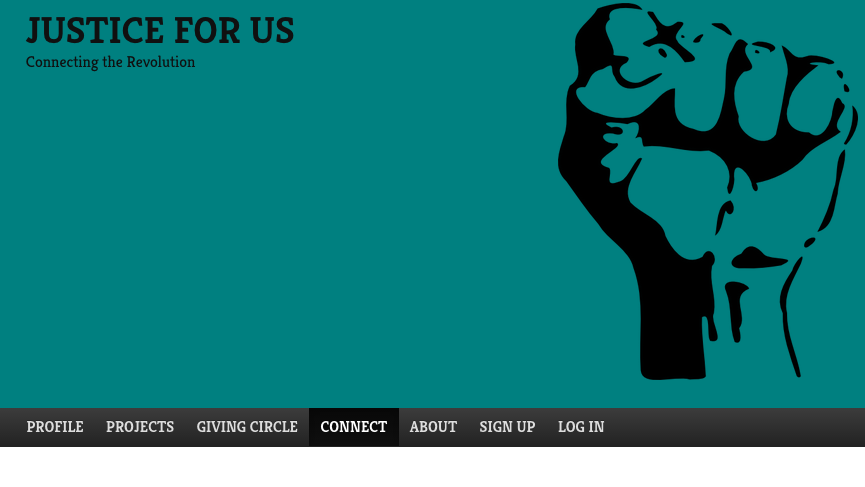 JUSTICE FOR US
Connecting the Revolution
PROFILE PROJECTS GIVING CIRCLE CONNECT ABOUT SIGN UP LOG IN